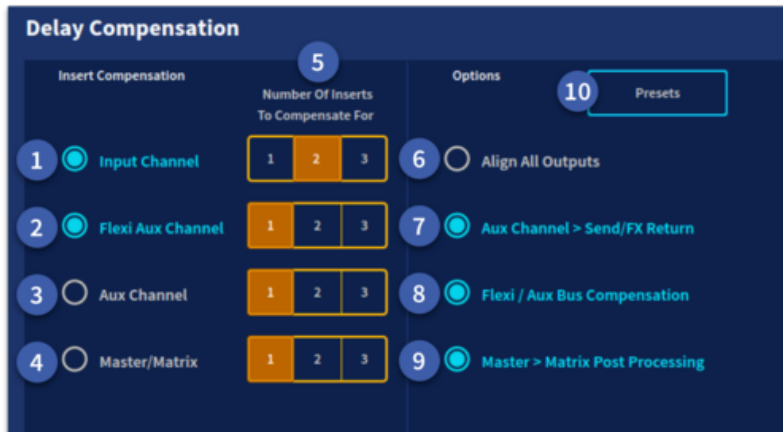 Delay Compensation
5
Insert Compensation
Number Of Inserts
To Compensate For
Options
10 Presets
1 Input Channel 1 2 3
6 Align All Outputs
2 Flexi Aux Channel 1 2 3
7 Aux Channel > Send/FX Return
3 Aux Channel 1 2 3
8 Flexi / Aux Bus Compensation
4 Master/Matrix 1 2 3
9 Master > Matrix Post Processing